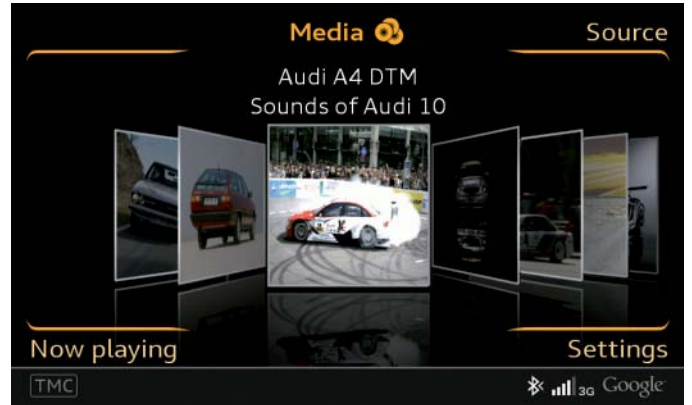 Media
Source
Audi A4 DTM
Sounds of Audi 10
Now playing
Settings
TMC
3G Google